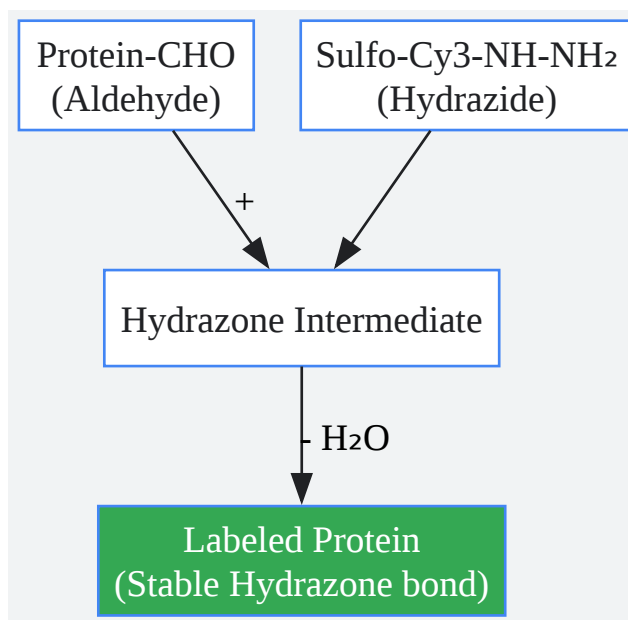 Protein-CHO
(Aldehyde)
Sulfo-Cy3-NH-NH₂
(Hydrazide)
+
Hydrazone Intermediate
- H₂O
Labeled Protein
(Stable Hydrazone bond)